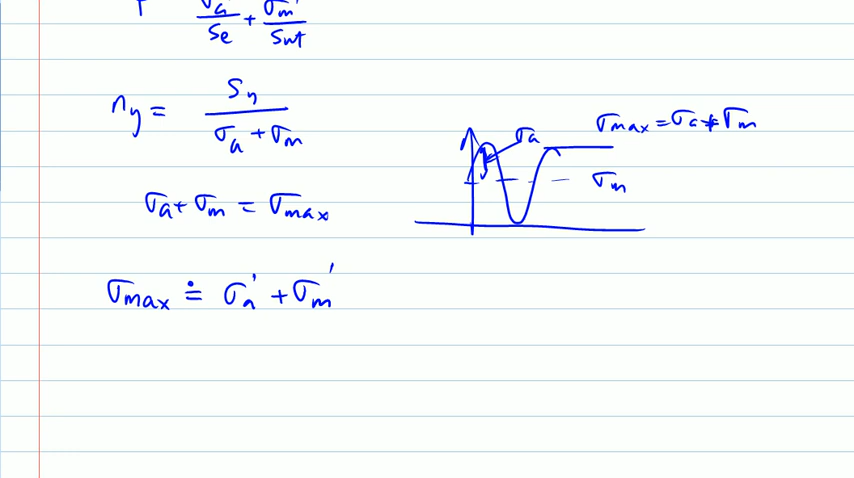 σa'/Se + σm'/Sut
ny = Sy/(σa + σm)
σmax = σa + σm
σa
σm
σa + σm = σmax
σmax ≐ σa' + σm'